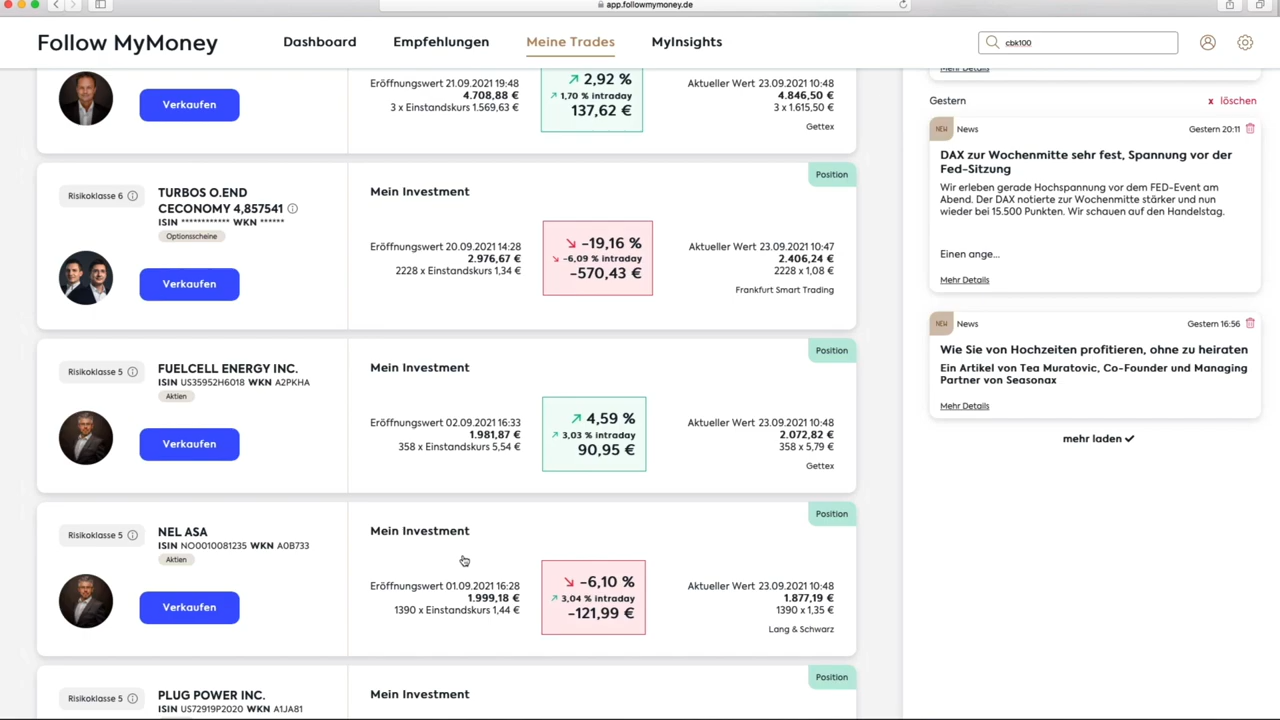 app.followmymoney.de
Follow MyMoney
Dashboard
Empfehlungen
Meine Trades
MyInsights
cbk100
Verkaufen
Eröffnungswert 21.09.2021 19:48
4.708,88 €
3 x Einstandskurs 1.569,63 €
2,92 %
1,70 % intraday
137,62 €
Aktueller Wert 23.09.2021 10:48
4.846,50 €
3 x 1.615,50 €
Gettex
Risikoklasse 6
TURBOS O.END
CECONOMY 4,857541
ISIN ************ WKN ******
Optionsscheine
Verkaufen
Mein Investment
Position
Eröffnungswert 20.09.2021 14:28
2.976,67 €
2228 x Einstandskurs 1,34 €
-19,16 %
-6,09 % intraday
-570,43 €
Aktueller Wert 23.09.2021 10:47
2.406,24 €
2228 x 1,08 €
Frankfurt Smart Trading
Risikoklasse 5
FUELCELL ENERGY INC.
ISIN US35952H6018 WKN A2PKHA
Aktien
Verkaufen
Mein Investment
Position
Eröffnungswert 02.09.2021 16:33
1.981,87 €
358 x Einstandskurs 5,54 €
4,59 %
3,03 % intraday
90,95 €
Aktueller Wert 23.09.2021 10:48
2.072,82 €
358 x 5,79 €
Gettex
Risikoklasse 5
NEL ASA
ISIN NO0010081235 WKN A0B733
Aktien
Verkaufen
Mein Investment
Position
Eröffnungswert 01.09.2021 16:28
1.999,18 €
1390 x Einstandskurs 1,44 €
-6,10 %
3,04 % intraday
-121,99 €
Aktueller Wert 23.09.2021 10:48
1.877,19 €
1390 x 1,35 €
Lang & Schwarz
Risikoklasse 5
PLUG POWER INC.
ISIN US72919P2020 WKN A1JA81
Mein Investment
Position
Mehr Details
Gestern
x löschen
NEW News
Gestern 20:11
DAX zur Wochenmitte sehr fest, Spannung vor der
Fed-Sitzung
Wir erleben gerade Hochspannung vor dem FED-Event am
Abend. Der DAX notierte zur Wochenmitte stärker und nun
wieder bei 15.500 Punkten. Wir schauen auf den Handelstag.
Einen ange...
Mehr Details
NEW News
Gestern 16:56
Wie Sie von Hochzeiten profitieren, ohne zu heiraten
Ein Artikel von Tea Muratovic, Co-Founder und Managing
Partner von Seasonax
Mehr Details
mehr laden